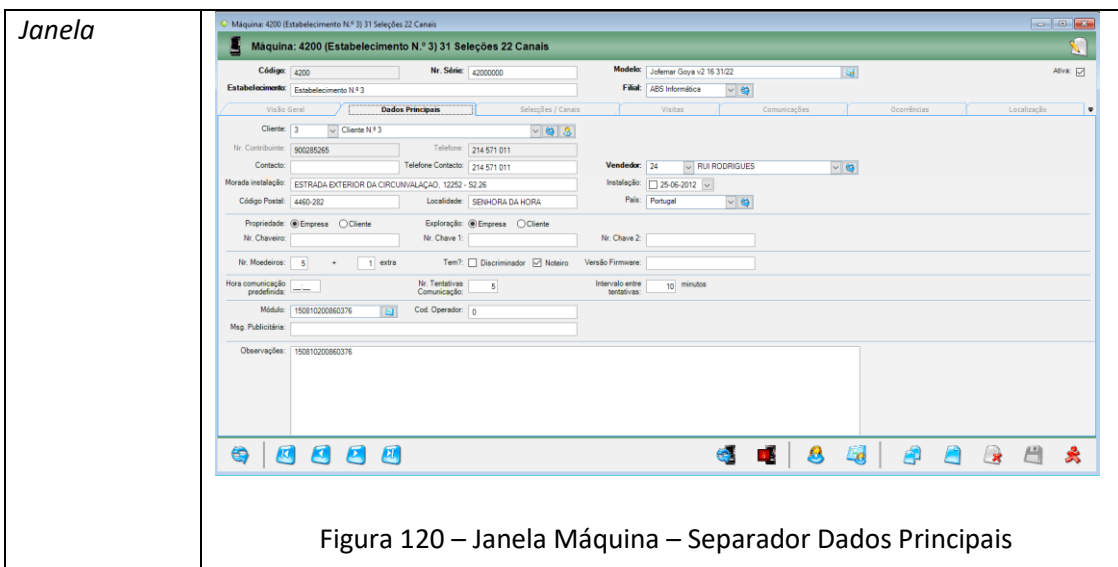 Janela
Máquina: 4200 (Estabelecimento N.º 3) 31 Seleções 22 Canais
Máquina: 4200 (Estabelecimento N.º 3) 31 Seleções 22 Canais
Código: 4200 Nr. Série: 42000000 Modelo: Jofemar Goya v2 16 31/22 Ativa:
Estabelecimento: Estabelecimento N.º 3 Filial: ABS Informática
Visão Geral Dados Principais Selecções / Canais Visitas Comunicações Ocorrências Localização
Cliente: 3 Cliente N.º 3
Nr. Contribuinte: 900285265 Telefone: 214 571 011
Contacto: Telefone Contacto: 214 571 011 Vendedor: 24 RUI RODRIGUES
Morada instalação: ESTRADA EXTERIOR DA CIRCUNVALAÇAO, 12252 - S2.26 Instalação: 25-06-2012
Código Postal: 4460-282 Localidade: SENHORA DA HORA País: Portugal
Propriedade: Empresa Cliente Exploração: Empresa Cliente
Nr. Chaveiro: Nr. Chave 1: Nr. Chave 2:
Nr. Moedeiros: 5 + 1 extra Tem?: Discriminador Noteiro Versão Firmware:
Hora comunicação predefinida: __:__ Nr. Tentativas Comunicação: 5 Intervalo entre tentativas: 10 minutos
Módulo: 150810200860376 Cod. Operador: 0
Msg. Publicitária:
Observações: 150810200860376
Figura 120 – Janela Máquina – Separador Dados Principais